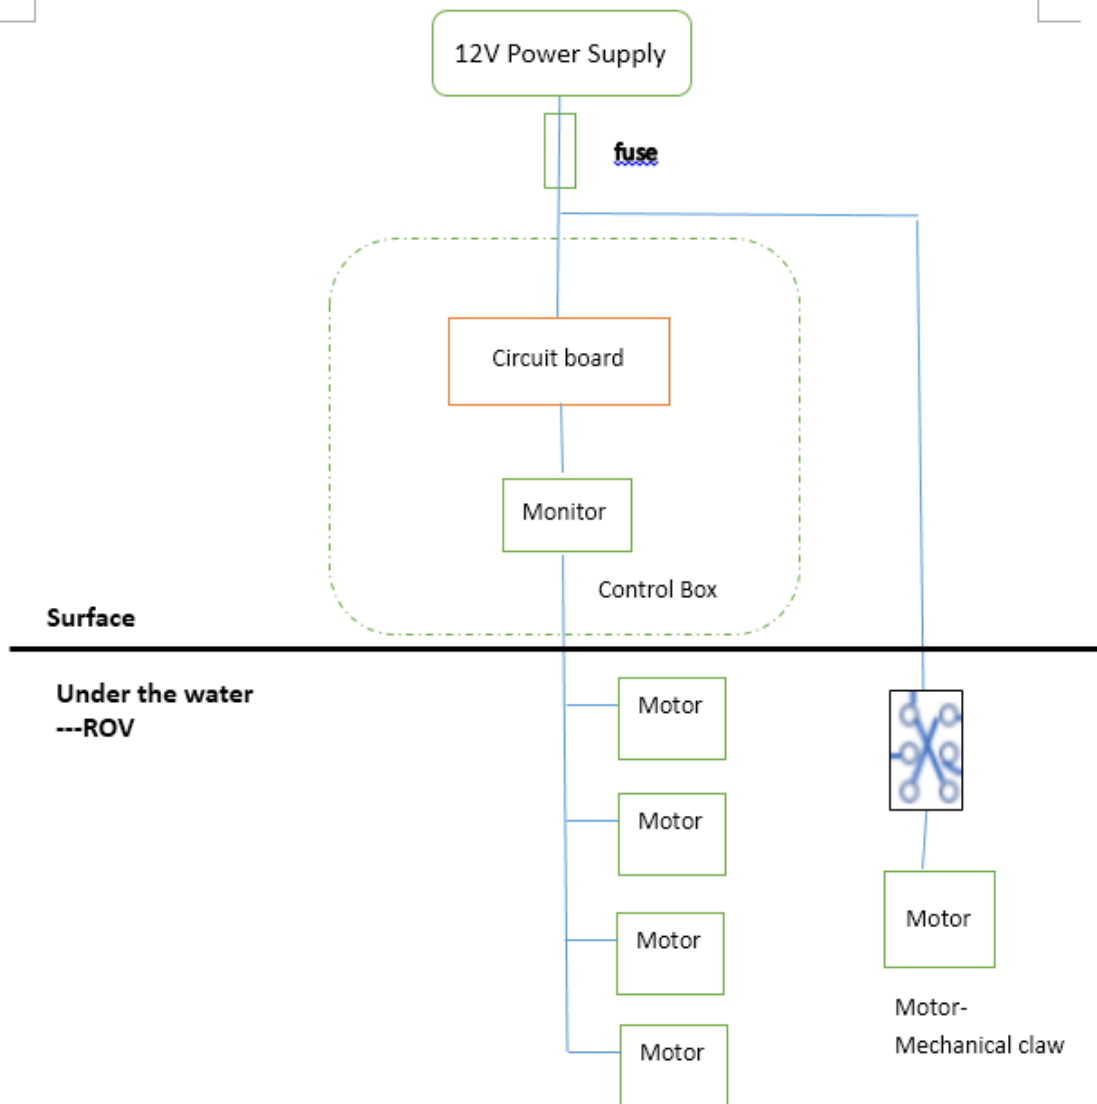 12V Power Supply
fuse
Circuit board
Monitor
Control Box
Surface
Under the water
---ROV
Motor
Motor
Motor
Motor
Motor
Motor-
Mechanical claw